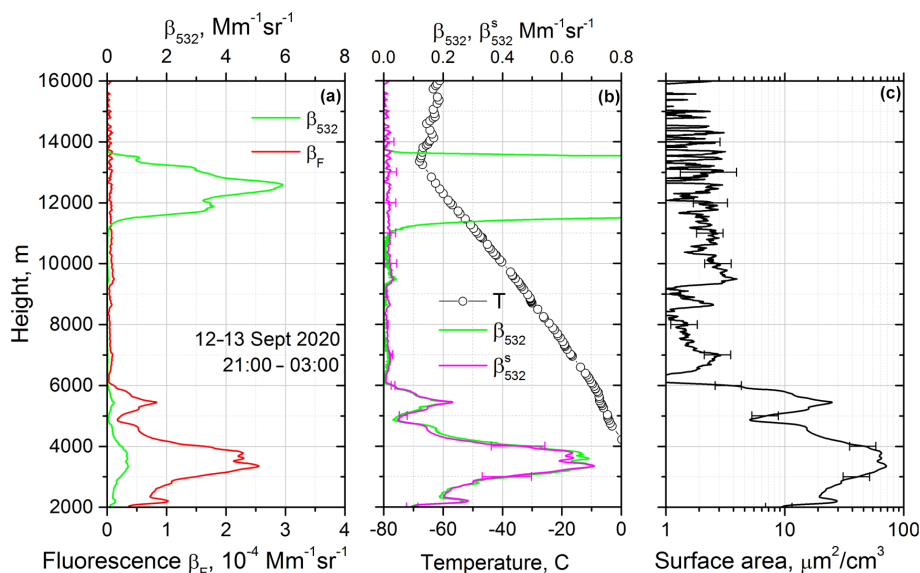 β532, Mm⁻¹sr⁻¹
0 2 4 6 8
β532, βˢ532 Mm⁻¹sr⁻¹
0.0 0.2 0.4 0.6 0.8
(a)
(b)
(c)
16000
14000
12000
10000
8000
6000
4000
2000
Height, m
β532
βF
12–13 Sept 2020
21:00 – 03:00
T
β532
βˢ532
0 1 2 3 4
-80 -60 -40 -20 0
1 10 100
Fluorescence βF, 10⁻⁴ Mm⁻¹sr⁻¹
Temperature, C
Surface area, μm²/cm³